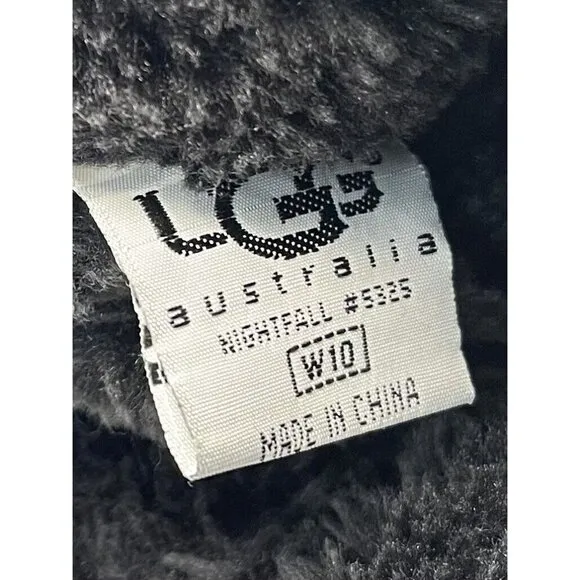 UGG
australia
NIGHTFALL #5325
W10
MADE IN CHINA